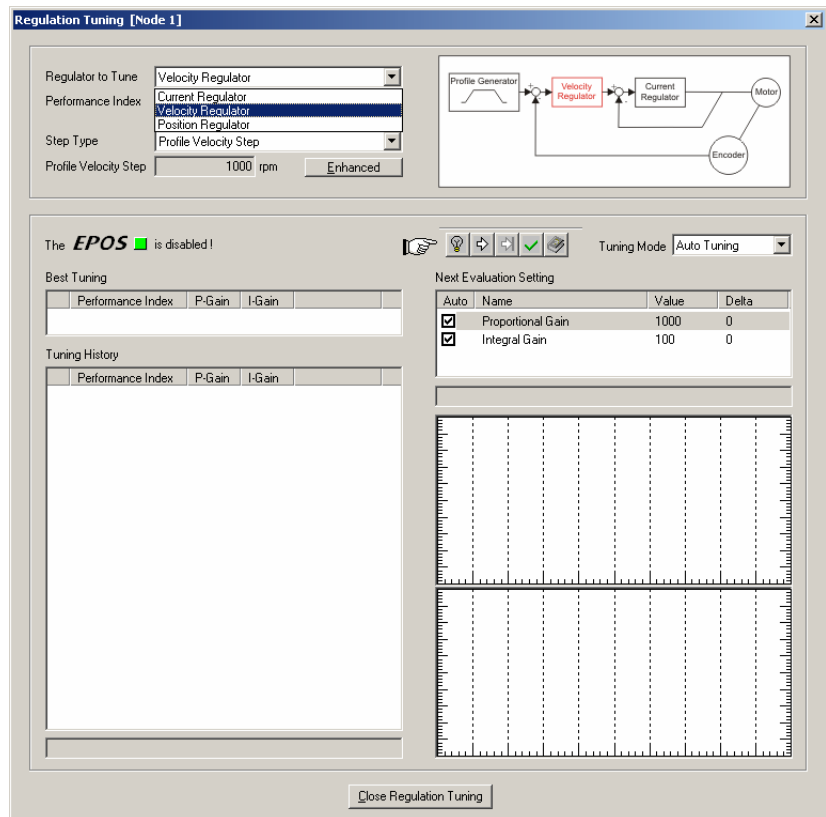 Regulation Tuning [Node 1]
Regulator to Tune Velocity Regulator
Performance Index Current Regulator
Velocity Regulator
Position Regulator
Step Type Profile Velocity Step
Profile Velocity Step 1000 rpm Enhanced
Profile Generator + Velocity Regulator + - Current Regulator Motor
Encoder
The EPOS is disabled !
Tuning Mode Auto Tuning
Best Tuning
Performance Index P-Gain I-Gain
Tuning History
Performance Index P-Gain I-Gain
Next Evaluation Setting
Auto Name Value Delta
Proportional Gain 1000 0
Integral Gain 100 0
Close Regulation Tuning